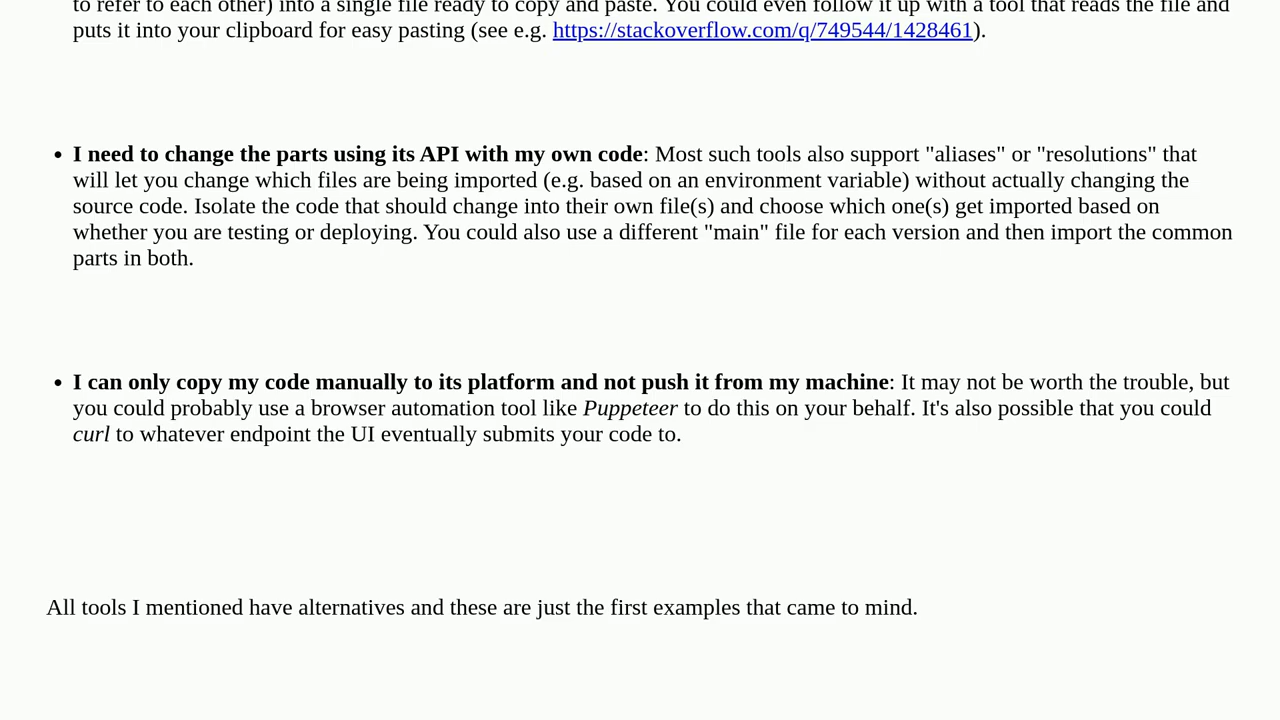 to refer to each other) into a single file ready to copy and paste. You could even follow it up with a tool that reads the file and
puts it into your clipboard for easy pasting (see e.g. https://stackoverflow.com/q/749544/1428461).
• I need to change the parts using its API with my own code: Most such tools also support "aliases" or "resolutions" that
will let you change which files are being imported (e.g. based on an environment variable) without actually changing the
source code. Isolate the code that should change into their own file(s) and choose which one(s) get imported based on
whether you are testing or deploying. You could also use a different "main" file for each version and then import the common
parts in both.
• I can only copy my code manually to its platform and not push it from my machine: It may not be worth the trouble, but
you could probably use a browser automation tool like Puppeteer to do this on your behalf. It's also possible that you could
curl to whatever endpoint the UI eventually submits your code to.
All tools I mentioned have alternatives and these are just the first examples that came to mind.